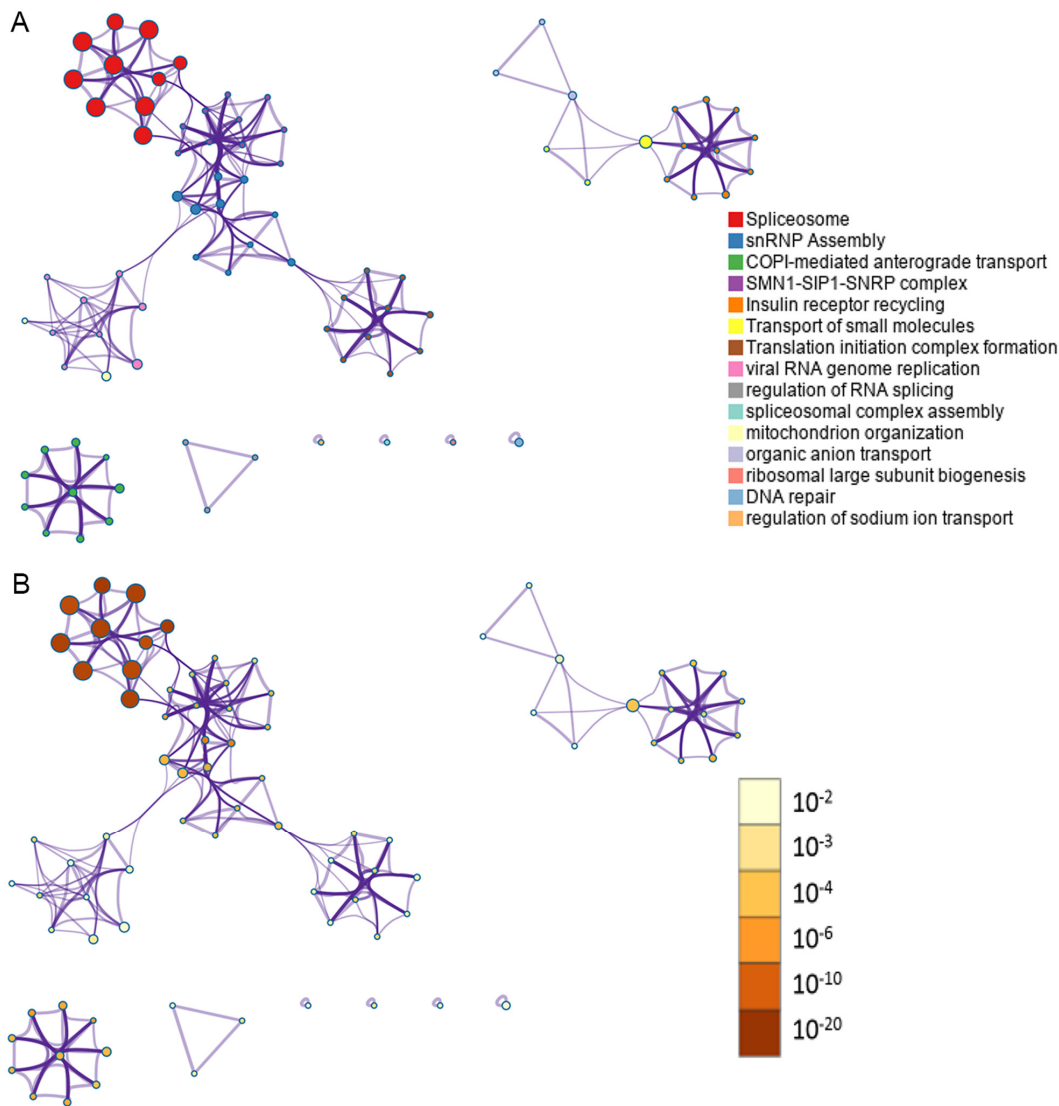 A
Spliceosome
snRNP Assembly
COPI-mediated anterograde transport
SMN1-SIP1-SNRP complex
Insulin receptor recycling
Transport of small molecules
Translation initiation complex formation
viral RNA genome replication
regulation of RNA splicing
spliceosomal complex assembly
mitochondrion organization
organic anion transport
ribosomal large subunit biogenesis
DNA repair
regulation of sodium ion transport
B
10⁻²
10⁻³
10⁻⁴
10⁻⁶
10⁻¹⁰
10⁻²⁰